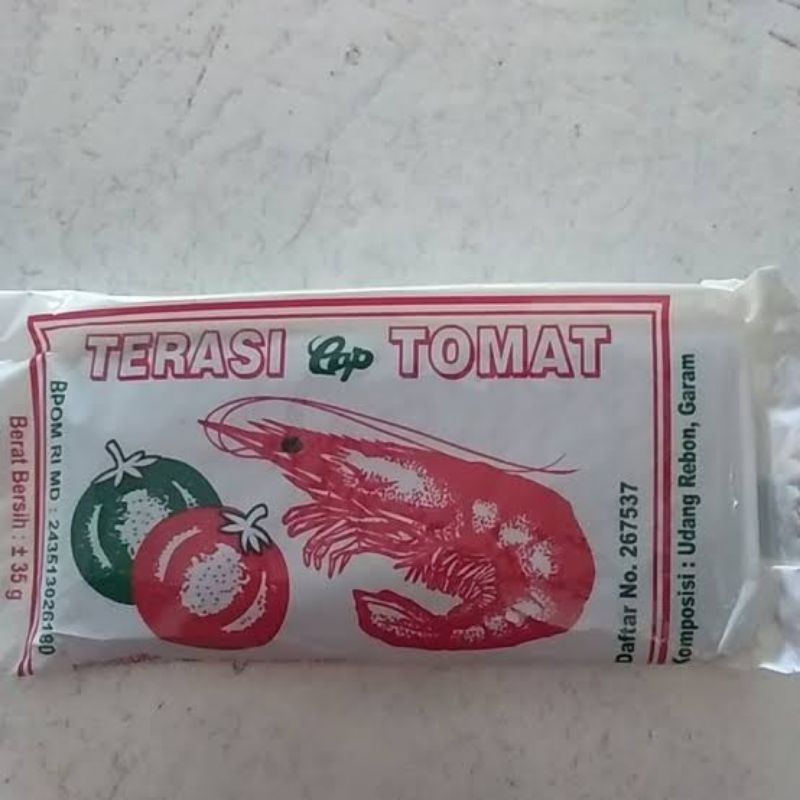 TERASI Cap TOMAT
BPOM RI MD : 243513026180
Berat Bersih : ± 35 g
Daftar No. 267537
Komposisi : Udang Rebon, Garam